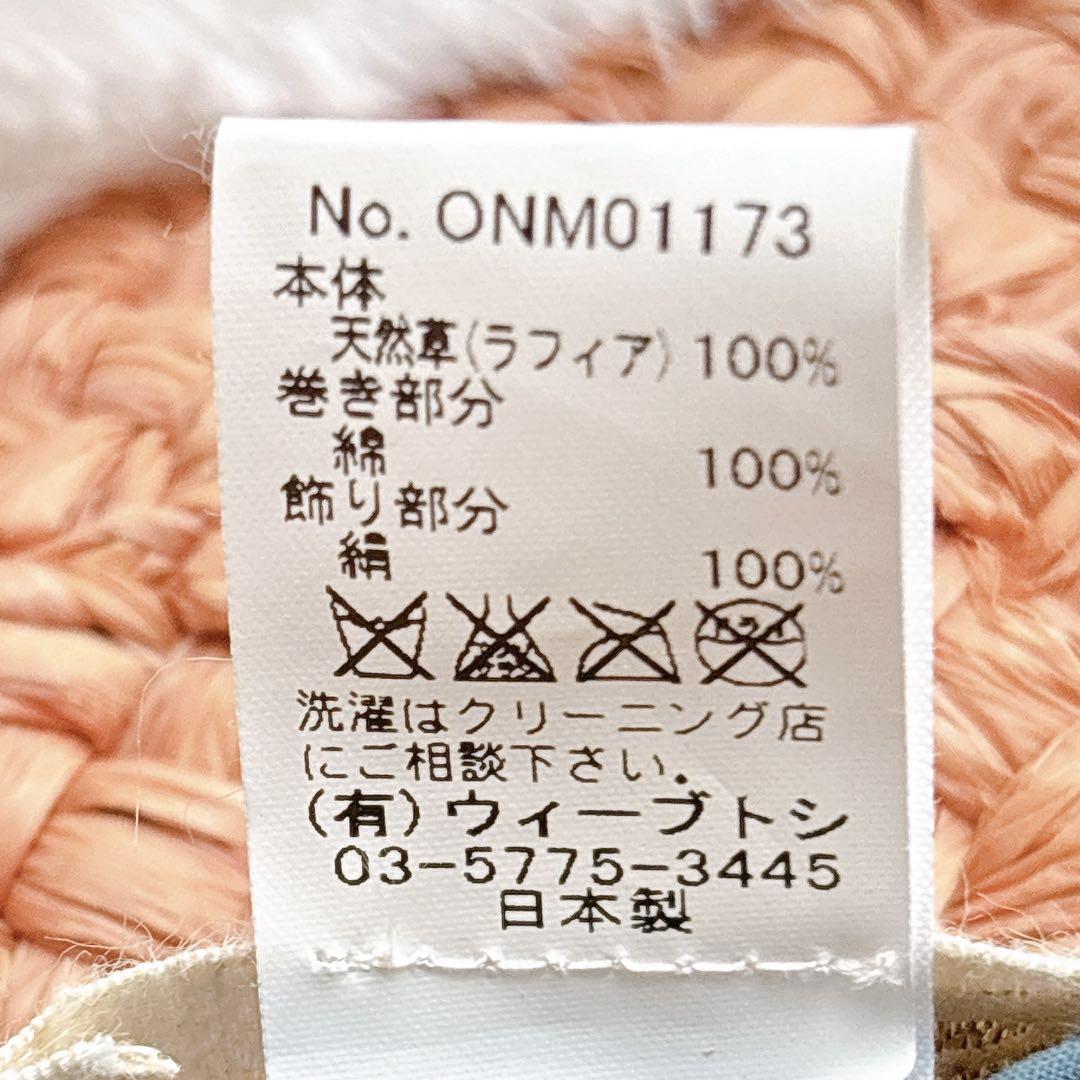 No. ONM01173
本体
天然草(ラフィア) 100%
巻き部分
綿 100%
飾り部分
絹 100%
洗濯はクリーニング店
にご相談下さい.
(有)ウィーブトシ
03-5775-3445
日本製